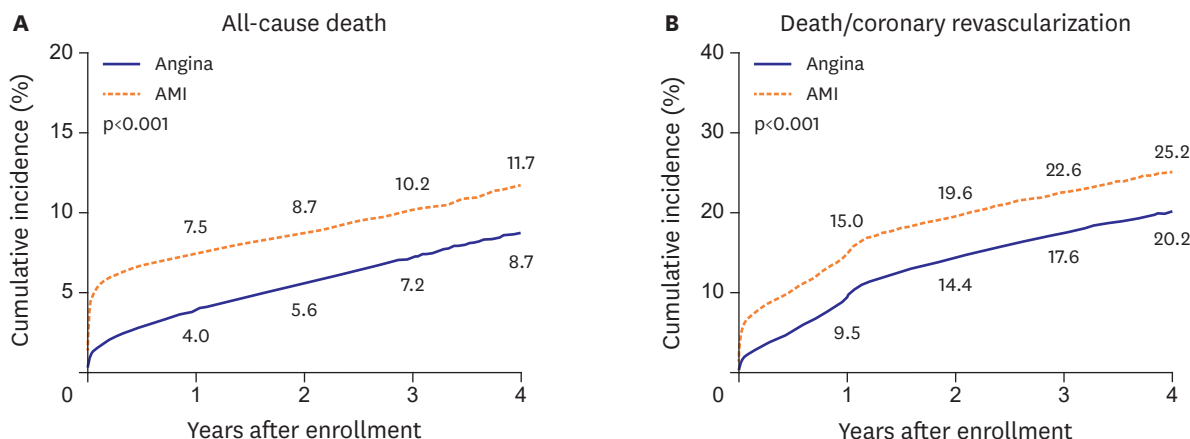 A All-cause death
Cumulative incidence (%)
20
15
10
5
0
Angina
AMI
p<0.001
7.5
8.7
10.2
11.7
4.0
5.6
7.2
8.7
1 2 3 4
Years after enrollment
B Death/coronary revascularization
Cumulative incidence (%)
40
30
20
10
0
Angina
AMI
p<0.001
15.0
19.6
22.6
25.2
9.5
14.4
17.6
20.2
1 2 3 4
Years after enrollment